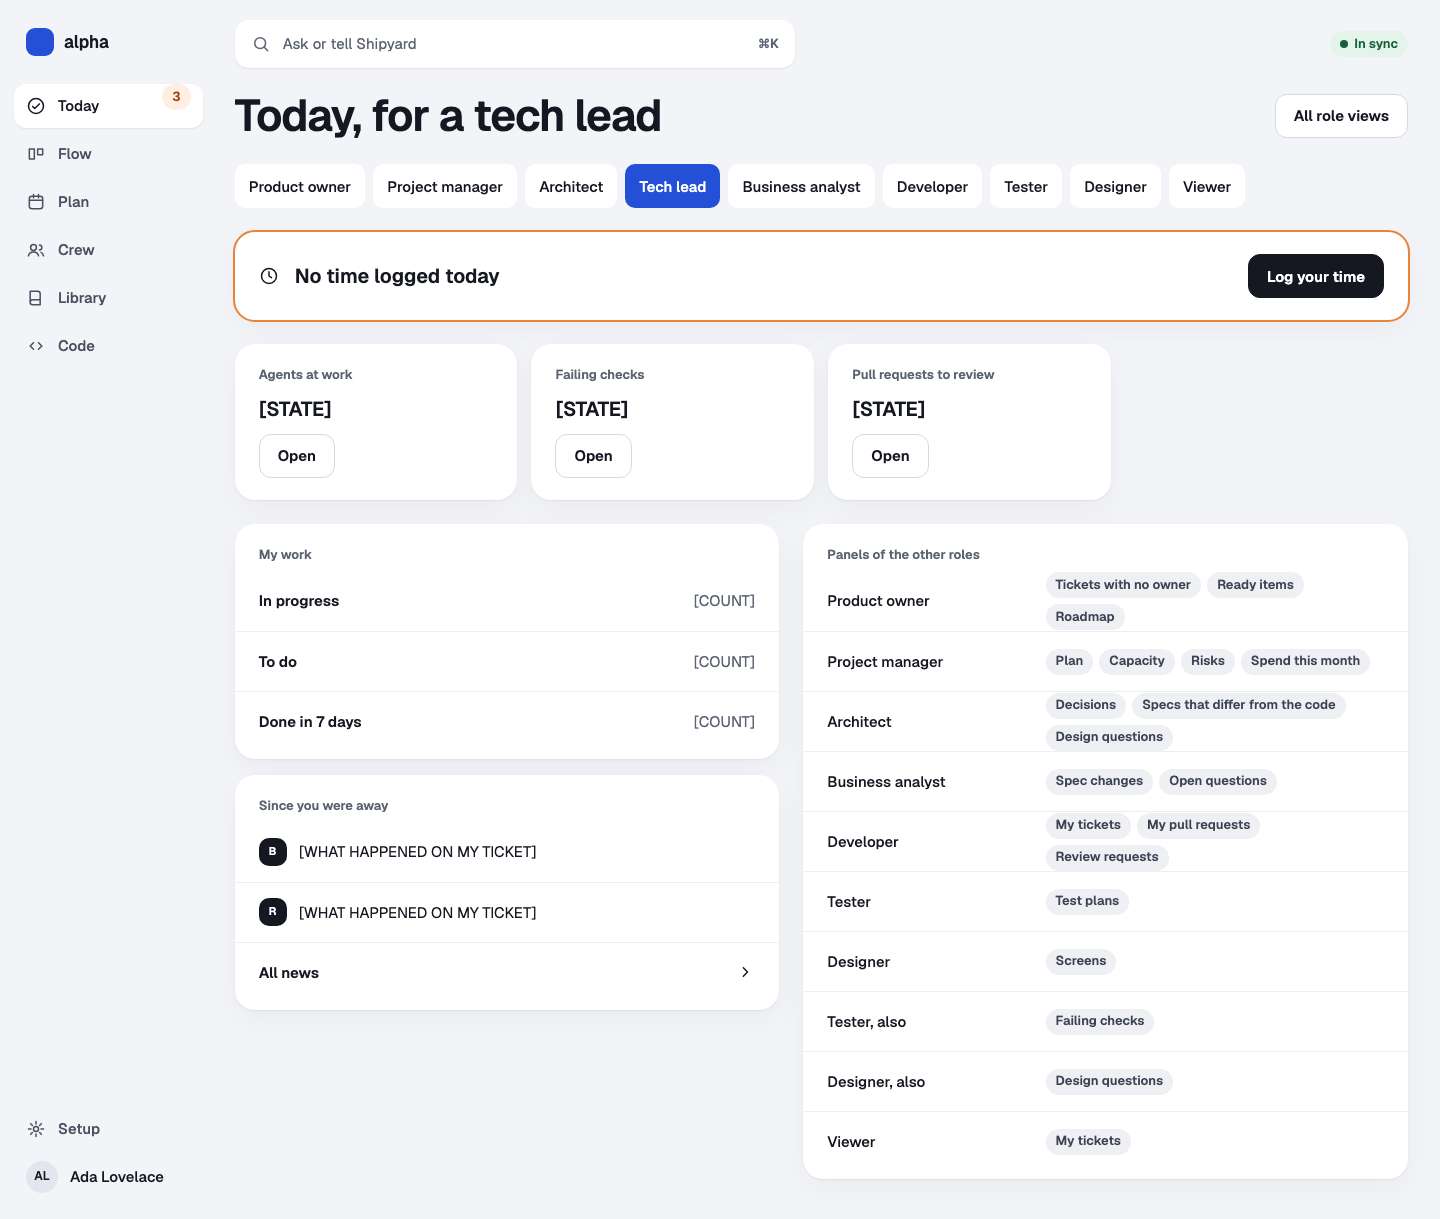 alpha
Ask or tell Shipyard
⌘K
In sync
Today
3
Flow
Plan
Crew
Library
Code
Today, for a tech lead
All role views
Product owner
Project manager
Architect
Tech lead
Business analyst
Developer
Tester
Designer
Viewer
No time logged today
Log your time
Agents at work
[STATE]
Open
Failing checks
[STATE]
Open
Pull requests to review
[STATE]
Open
My work
In progress [COUNT]
To do [COUNT]
Done in 7 days [COUNT]
Since you were away
B [WHAT HAPPENED ON MY TICKET]
R [WHAT HAPPENED ON MY TICKET]
All news
Panels of the other roles
Product owner Tickets with no owner Ready items
Roadmap
Project manager Plan Capacity Risks Spend this month
Architect Decisions Specs that differ from the code
Design questions
Business analyst Spec changes Open questions
Developer My tickets My pull requests
Review requests
Tester Test plans
Designer Screens
Tester, also Failing checks
Designer, also Design questions
Viewer My tickets
Setup
AL Ada Lovelace